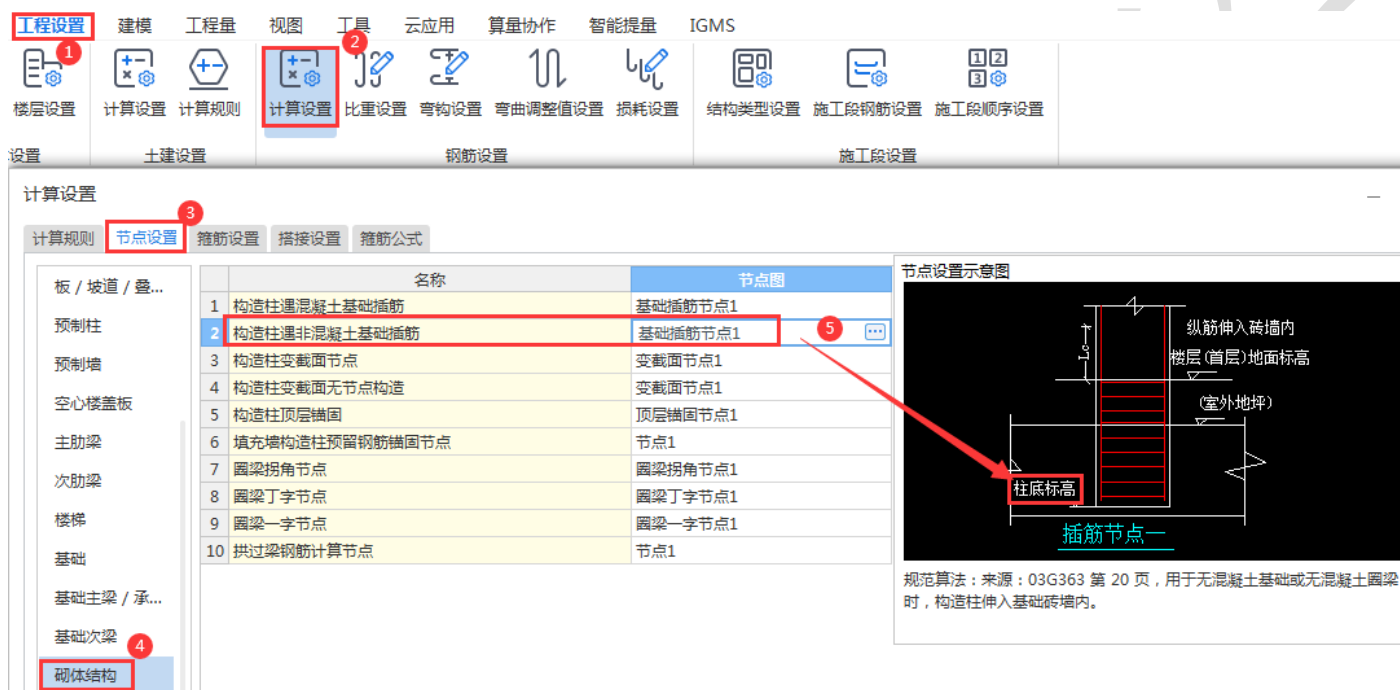 工程设置 建模 工程量 视图 工具 云应用 算量协作 智能提量 IGMS
1 2
楼层设置 计算设置 计算规则 计算设置 比重设置 弯钩设置 弯曲调整值设置 损耗设置 结构类型设置 施工段钢筋设置 施工段顺序设置
设置 土建设置 钢筋设置 施工段设置
计算设置
3
计算规则 节点设置 箍筋设置 搭接设置 箍筋公式
板 / 坡道 / 叠...
预制柱
预制墙
空心楼盖板
主肋梁
次肋梁
楼梯
基础
基础主梁 / 承...
基础次梁
4
砌体结构
名称 节点图
1 构造柱遇混凝土基础插筋 基础插筋节点1
2 构造柱遇非混凝土基础插筋 基础插筋节点1 5
3 构造柱变截面节点 变截面节点1
4 构造柱变截面无节点构造 变截面节点1
5 构造柱顶层锚固 顶层锚固节点1
6 填充墙构造柱预留钢筋锚固节点 节点1
7 圈梁拐角节点 圈梁拐角节点1
8 圈梁丁字节点 圈梁丁字节点1
9 圈梁一字节点 圈梁一字节点1
10 拱过梁钢筋计算节点 节点1
节点设置示意图
纵筋伸入砖墙内
Lc
楼层(首层)地面标高
(室外地坪)
柱底标高
插筋节点一
规范算法：来源：03G363 第 20 页，用于无混凝土基础或无混凝土圈梁
时，构造柱伸入基础砖墙内。